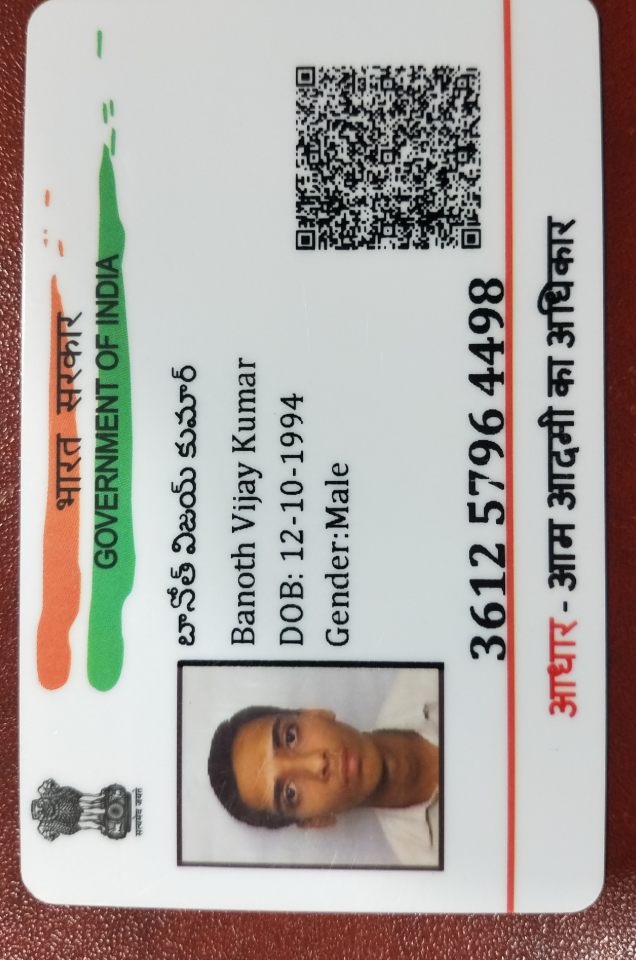 भारत सरकार
GOVERNMENT OF INDIA
सत्यमेव जयते
బానోత్ విజయ్ కుమార్
Banoth Vijay Kumar
DOB: 12-10-1994
Gender:Male
3612 5796 4498
आधार - आम आदमी का अधिकार